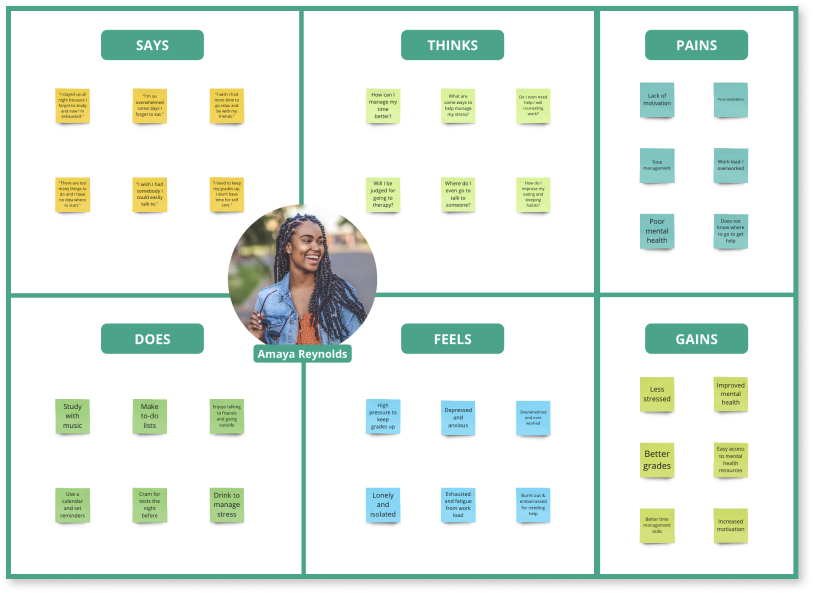 SAYS
"I stayed up all
night because I
forgot to study
and now I'm
exhausted."
"I'm so
overwhelmed
some days I
forget to eat."
"I wish I had
more time to
go relax and
be with my
friends."
"There are too
many things to
do and I have
no idea where
to start."
"I wish I had
somebody I
could easily
talk to."
"I need to keep
my grades up,
I don't have
time for self
care."
THINKS
How can I
manage my
time
better?
What are
some ways to
help manage
my stress?
Do I even need
help / will
counseling
work?
Will I be
judged for
going to
therapy?
Where do I
even go to
talk to
someone?
How do I
improve my
eating and
sleeping
habits?
PAINS
Lack of
motivation
Time
management
Work load /
overworked
Poor
mental
health
Does not
know where
to go to get
help
Amaya Reynolds
DOES
Study
with
music
Make
to-do
lists
Enjoys talking
to friends
and going
outside
Use a
calendar
and set
reminders
Cram for
tests the
night
before
Drink to
manage
stress
FEELS
High
pressure to
keep
grades up
Depressed
and
anxious
Overwhelmed
and over
worked
Lonely
and
isolated
Exhausted
and fatigue
from work
load
Burnt out &
embarrassed
for needing
help
GAINS
Less
stressed
Improved
mental
health
Better
grades
Easy access
to mental
health
resources
Better time
management
skills
Increased
motivation